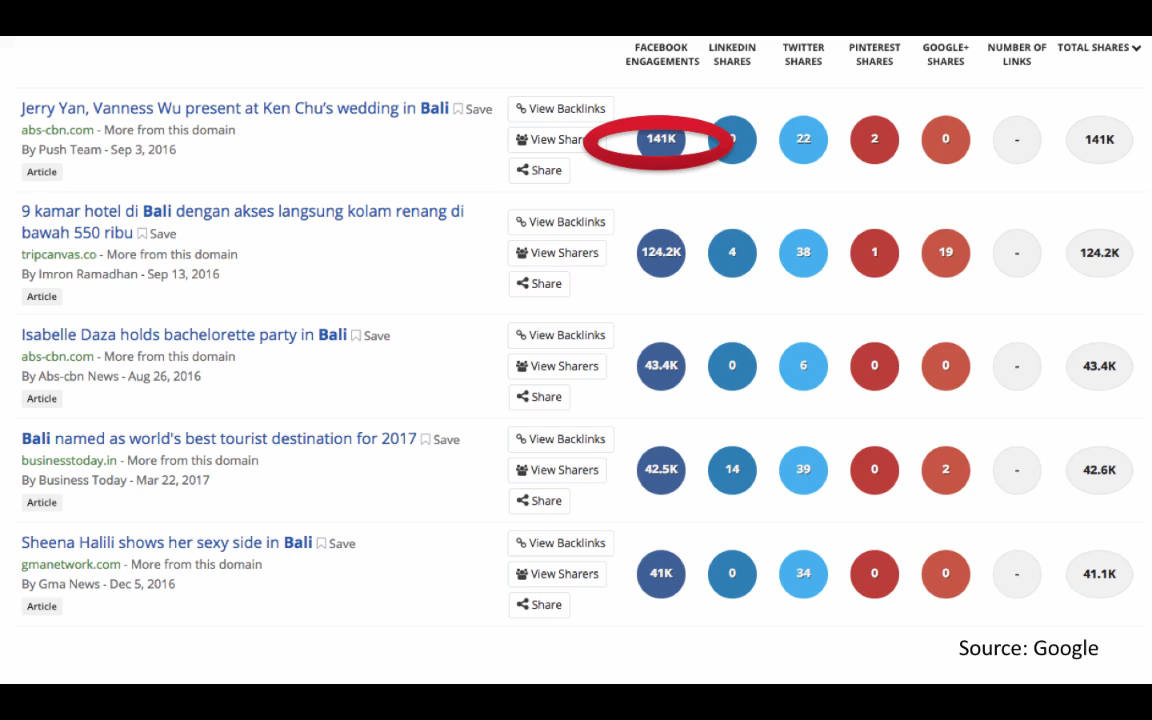 FACEBOOK ENGAGEMENTS LINKEDIN SHARES TWITTER SHARES PINTEREST SHARES GOOGLE+ SHARES NUMBER OF LINKS TOTAL SHARES
Jerry Yan, Vanness Wu present at Ken Chu's wedding in Bali Save
abs-cbn.com - More from this domain
By Push Team - Sep 3, 2016
Article
View Backlinks
View Shar
Share
141K 0 22 2 0 - 141K
9 kamar hotel di Bali dengan akses langsung kolam renang di
bawah 550 ribu Save
tripcanvas.co - More from this domain
By Imron Ramadhan - Sep 13, 2016
Article
View Backlinks
View Sharers
Share
124.2K 4 38 1 19 - 124.2K
Isabelle Daza holds bachelorette party in Bali Save
abs-cbn.com - More from this domain
By Abs-cbn News - Aug 26, 2016
Article
View Backlinks
View Sharers
Share
43.4K 0 6 0 0 - 43.4K
Bali named as world's best tourist destination for 2017 Save
businesstoday.in - More from this domain
By Business Today - Mar 22, 2017
Article
View Backlinks
View Sharers
Share
42.5K 14 39 0 2 - 42.6K
Sheena Halili shows her sexy side in Bali Save
gmanetwork.com - More from this domain
By Gma News - Dec 5, 2016
Article
View Backlinks
View Sharers
Share
41K 0 34 0 0 - 41.1K
Source: Google